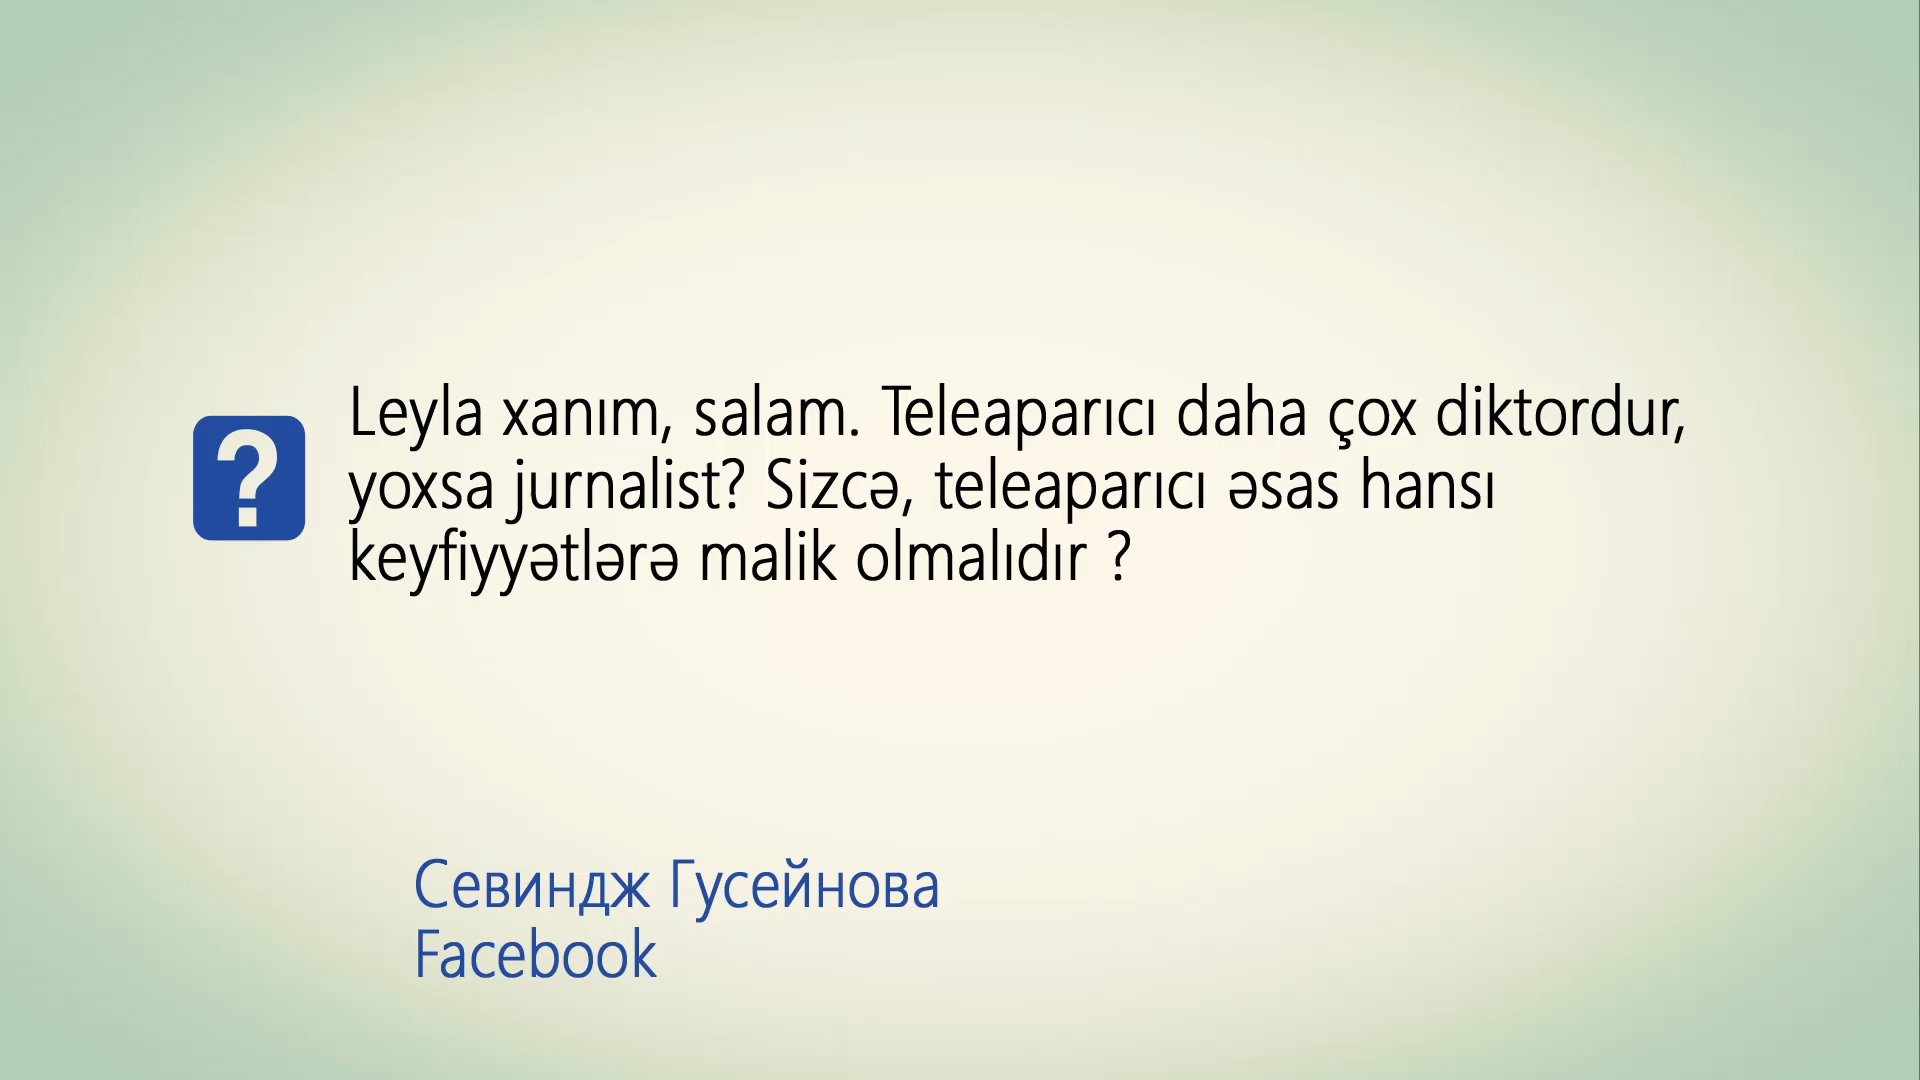 ?
Leyla xanım, salam. Teleaparıcı daha çox diktordur,
yoxsa jurnalist? Sizcə, teleaparıcı əsas hansı
keyfiyyətlərə malik olmalıdır ?
Севиндж Гусейнова
Facebook